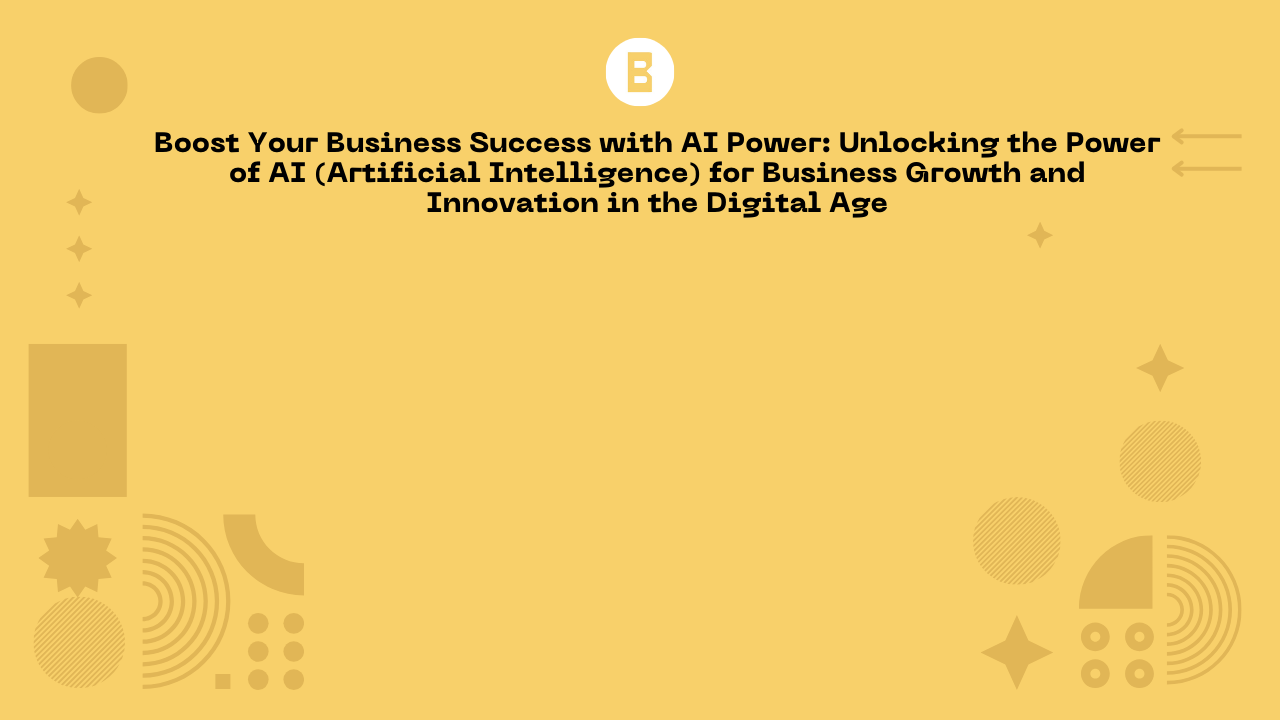 B
Boost Your Business Success with AI Power: Unlocking the Power
of AI (Artificial Intelligence) for Business Growth and
Innovation in the Digital Age